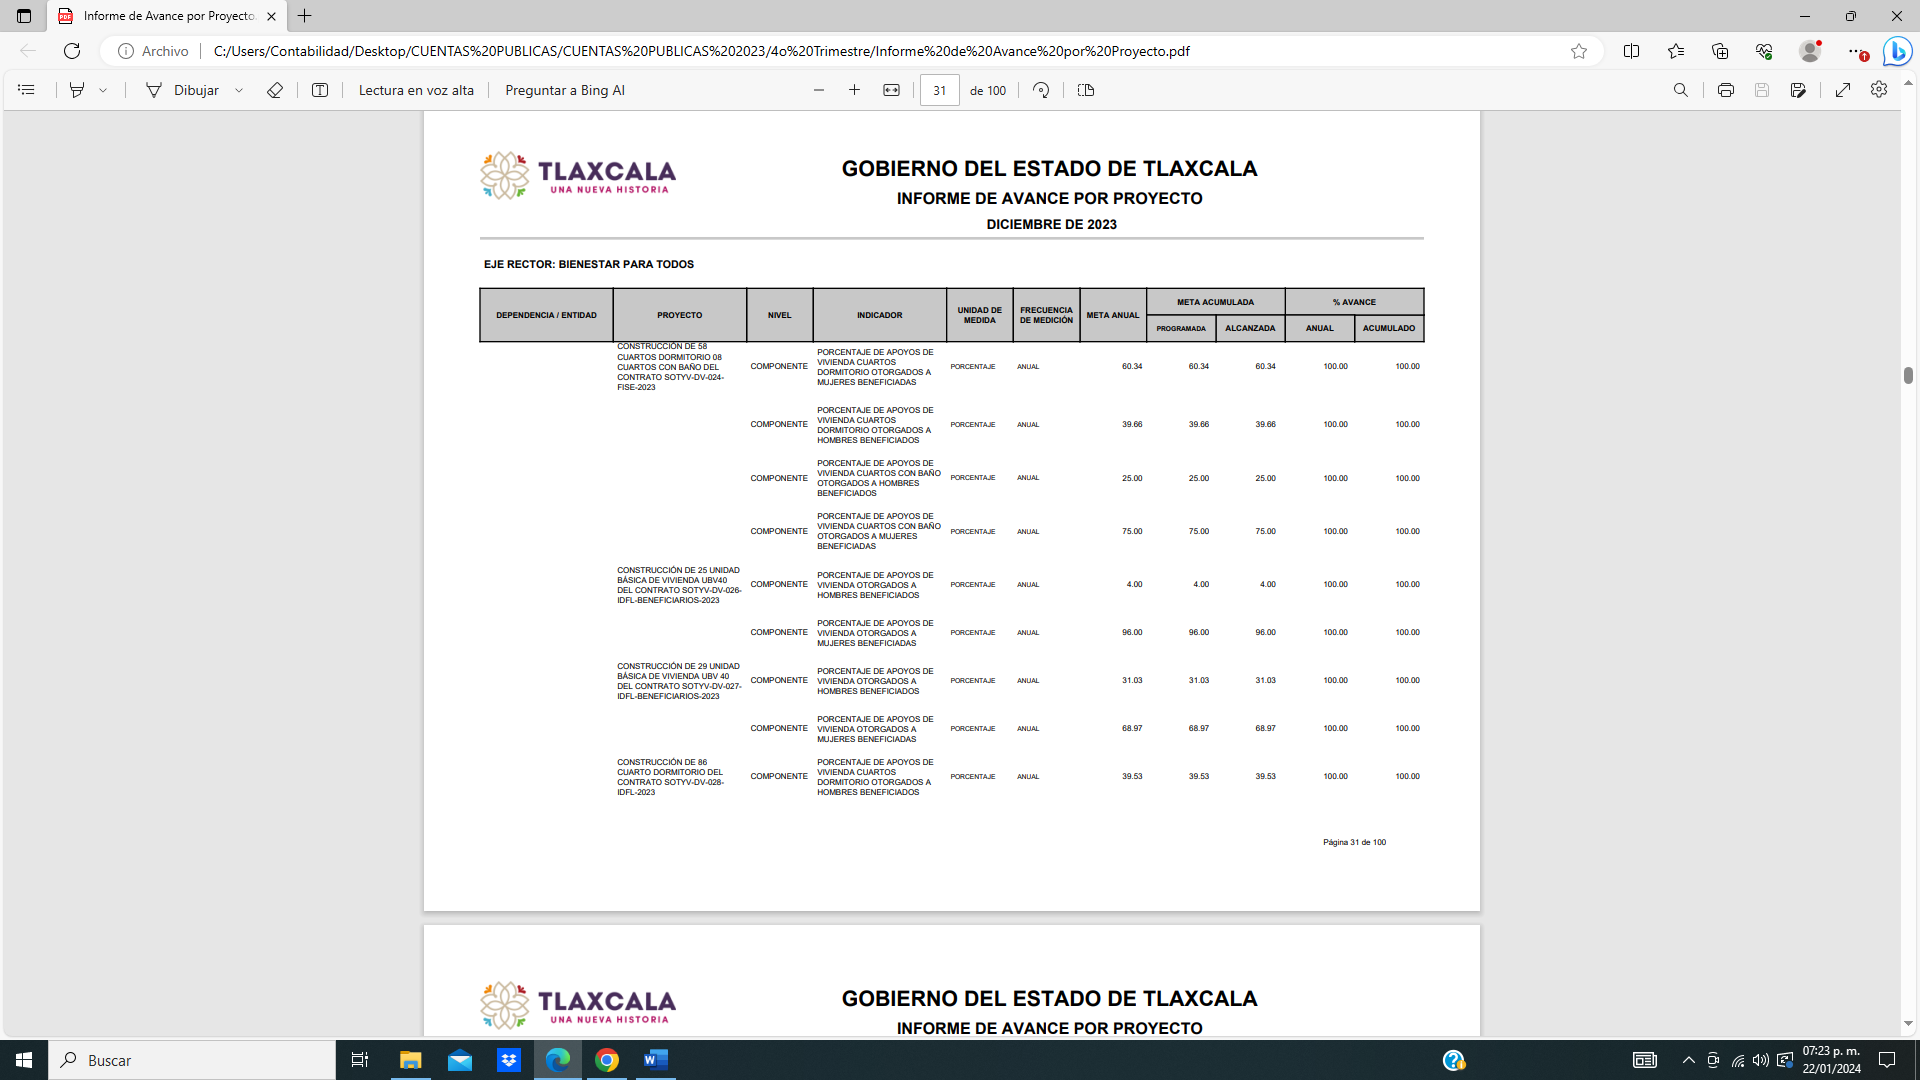 Informe de Avance por Proyecto.
Archivo
C:/Users/Contabilidad/Desktop/CUENTAS%20PUBLICAS/CUENTAS%20PUBLICAS%202023/4o%20Trimestre/Informe%20de%20Avance%20por%20Proyecto.pdf
Dibujar
Lectura en voz alta
Preguntar a Bing AI
31
de 100
TLAXCALA
UNA NUEVA HISTORIA
GOBIERNO DEL ESTADO DE TLAXCALA
INFORME DE AVANCE POR PROYECTO
DICIEMBRE DE 2023
EJE RECTOR: BIENESTAR PARA TODOS
DEPENDENCIA / ENTIDAD
PROYECTO
NIVEL
INDICADOR
UNIDAD DE
MEDIDA
FRECUENCIA
DE MEDICIÓN
META ANUAL
META ACUMULADA
PROGRAMADA
ALCANZADA
% AVANCE
ANUAL
ACUMULADO
CONSTRUCCIÓN DE 58
CUARTOS DORMITORIO 08
CUARTOS CON BAÑO DEL
CONTRATO SOTYV-DV-024-
FISE-2023
COMPONENTE
PORCENTAJE DE APOYOS DE
VIVIENDA CUARTOS
DORMITORIO OTORGADOS A
MUJERES BENEFICIADAS
PORCENTAJE
ANUAL
60.34
60.34
60.34
100.00
100.00
COMPONENTE
PORCENTAJE DE APOYOS DE
VIVIENDA CUARTOS
DORMITORIO OTORGADOS A
HOMBRES BENEFICIADOS
PORCENTAJE
ANUAL
39.66
39.66
39.66
100.00
100.00
COMPONENTE
PORCENTAJE DE APOYOS DE
VIVIENDA CUARTOS CON BAÑO
OTORGADOS A HOMBRES
BENEFICIADOS
PORCENTAJE
ANUAL
25.00
25.00
25.00
100.00
100.00
COMPONENTE
PORCENTAJE DE APOYOS DE
VIVIENDA CUARTOS CON BAÑO
OTORGADOS A MUJERES
BENEFICIADAS
PORCENTAJE
ANUAL
75.00
75.00
75.00
100.00
100.00
CONSTRUCCIÓN DE 25 UNIDAD
BÁSICA DE VIVIENDA UBV40
DEL CONTRATO SOTYV-DV-026-
IDFL-BENEFICIARIOS-2023
COMPONENTE
PORCENTAJE DE APOYOS DE
VIVIENDA OTORGADOS A
HOMBRES BENEFICIADOS
PORCENTAJE
ANUAL
4.00
4.00
4.00
100.00
100.00
COMPONENTE
PORCENTAJE DE APOYOS DE
VIVIENDA OTORGADOS A
MUJERES BENEFICIADAS
PORCENTAJE
ANUAL
96.00
96.00
96.00
100.00
100.00
CONSTRUCCIÓN DE 29 UNIDAD
BÁSICA DE VIVIENDA UBV 40
DEL CONTRATO SOTYV-DV-027-
IDFL-BENEFICIARIOS-2023
COMPONENTE
PORCENTAJE DE APOYOS DE
VIVIENDA OTORGADOS A
HOMBRES BENEFICIADOS
PORCENTAJE
ANUAL
31.03
31.03
31.03
100.00
100.00
COMPONENTE
PORCENTAJE DE APOYOS DE
VIVIENDA OTORGADOS A
MUJERES BENEFICIADAS
PORCENTAJE
ANUAL
68.97
68.97
68.97
100.00
100.00
CONSTRUCCIÓN DE 86
CUARTO DORMITORIO DEL
CONTRATO SOTYV-DV-028-
IDFL-2023
COMPONENTE
PORCENTAJE DE APOYOS DE
VIVIENDA CUARTOS
DORMITORIO OTORGADOS A
HOMBRES BENEFICIADOS
PORCENTAJE
ANUAL
39.53
39.53
39.53
100.00
100.00
Página 31 de 100
TLAXCALA
UNA NUEVA HISTORIA
GOBIERNO DEL ESTADO DE TLAXCALA
INFORME DE AVANCE POR PROYECTO
Buscar
07:23 p. m.
22/01/2024